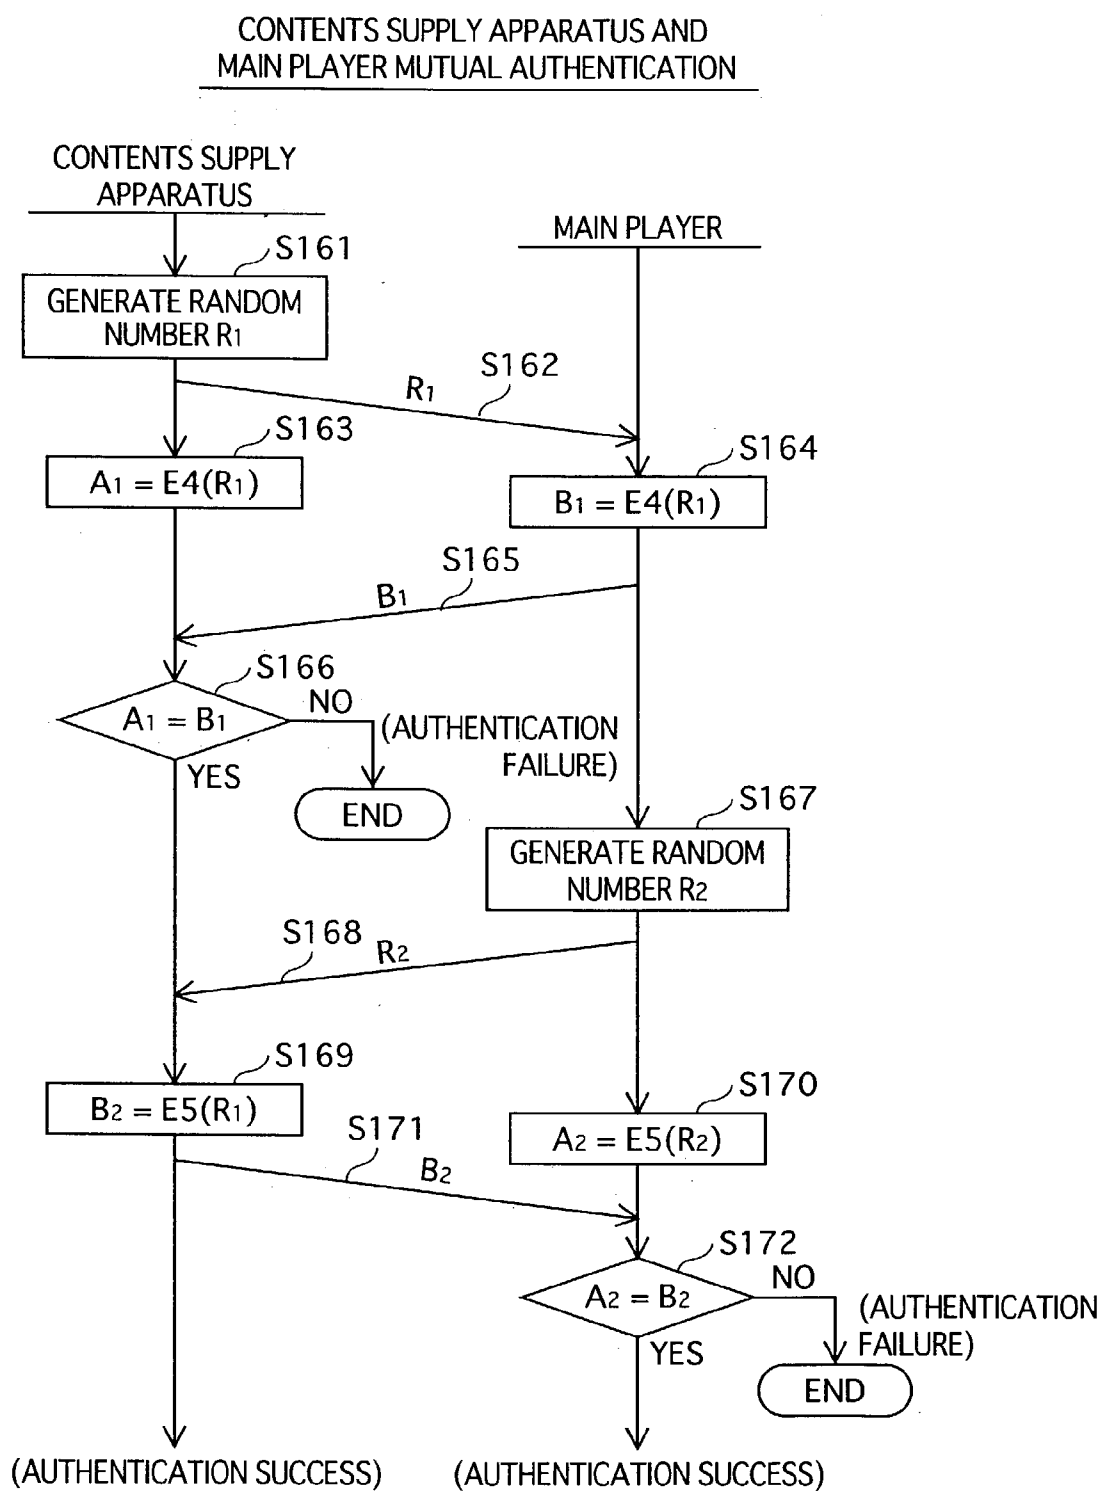 CONTENTS SUPPLY APPARATUS AND
MAIN PLAYER MUTUAL AUTHENTICATION
CONTENTS SUPPLY
APPARATUS
MAIN PLAYER
S161
GENERATE RANDOM
NUMBER R1
S162
R1
S163
A1 = E4(R1)
S164
B1 = E4(R1)
S165
B1
S166
A1 = B1
NO
(AUTHENTICATION
FAILURE)
YES
END
S167
GENERATE RANDOM
NUMBER R2
S168
R2
S169
B2 = E5(R1)
S170
A2 = E5(R2)
S171
B2
S172
A2 = B2
NO
(AUTHENTICATION
FAILURE)
YES
END
(AUTHENTICATION SUCCESS)
(AUTHENTICATION SUCCESS)